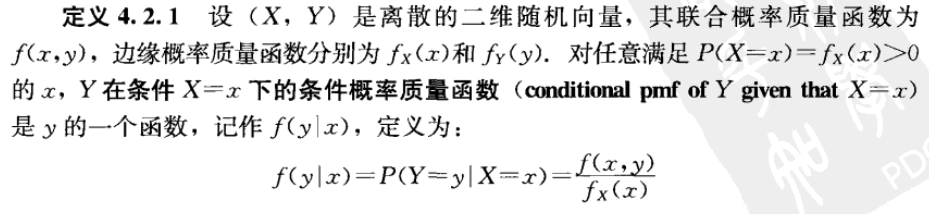 定义 4.2.1 设（X，Y）是离散的二维随机向量，其联合概率质量函数为
f(x,y)，边缘概率质量函数分别为 f_X(x)和 f_Y(y)．对任意满足 P(X=x)=f_X(x)>0
的 x，Y 在条件 X=x 下的条件概率质量函数（conditional pmf of Y given that X=x）
是 y 的一个函数，记作 f(y|x)，定义为：
f(y|x)=P(Y=y|X=x)=\frac{f(x,y)}{f_X(x)}
PD